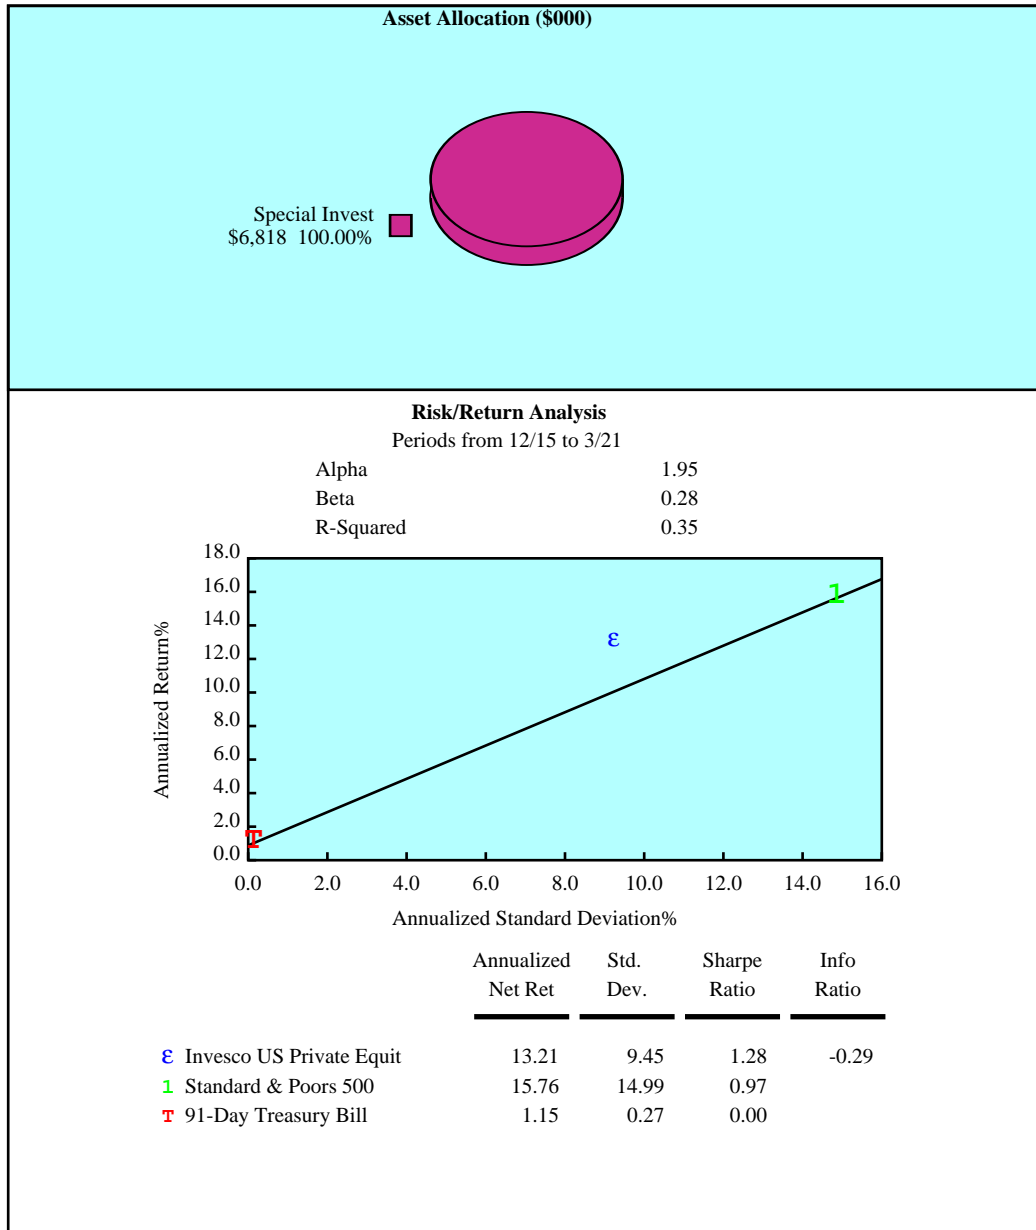 Asset Allocation ($000)
Special Invest
$6,818 100.00%
Risk/Return Analysis
Periods from 12/15 to 3/21
Alpha 1.95
Beta 0.28
R-Squared 0.35
18.0
16.0
14.0
12.0
10.0
8.0
6.0
4.0
2.0
0.0
Annualized Return%
ε
1
T
0.0 2.0 4.0 6.0 8.0 10.0 12.0 14.0 16.0
Annualized Standard Deviation%
Annualized Std. Sharpe Info
Net Ret Dev. Ratio Ratio
ε Invesco US Private Equit 13.21 9.45 1.28 -0.29
1 Standard & Poors 500 15.76 14.99 0.97
T 91-Day Treasury Bill 1.15 0.27 0.00